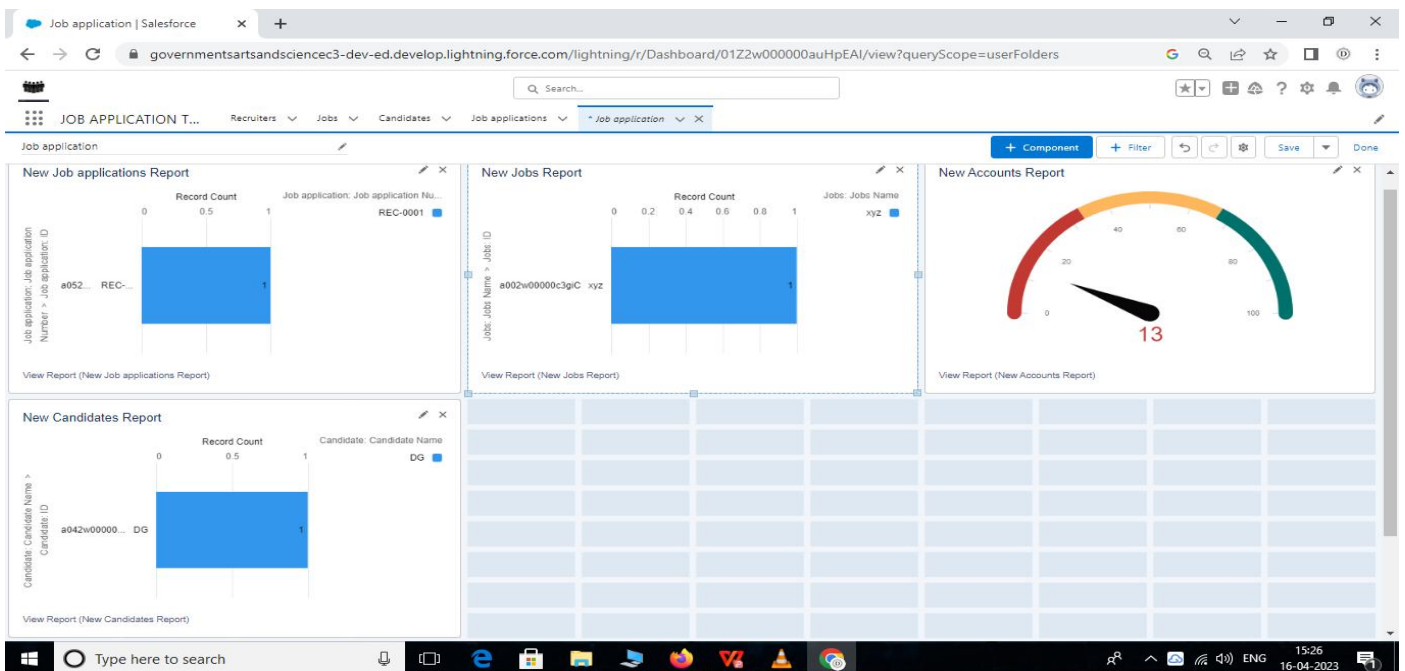 Job application | Salesforce
governmentsartsandsciencec3-dev-ed.develop.lightning.force.com/lightning/r/Dashboard/01Z2w000000auHpEAI/view?queryScope=userFolders
Search...
JOB APPLICATION T... Recruiters Jobs Candidates Job applications * Job application
Job application
+ Component + Filter Save Done
New Job applications Report
Record Count
Job application: Job application Nu...
0 0.5 1
REC-0001
Job application: Job application
Number > Job application: ID
a052... REC-...
1
View Report (New Job applications Report)
New Jobs Report
Record Count
Jobs: Jobs Name
0 0.2 0.4 0.6 0.8 1
xyz
Jobs: Jobs Name > Jobs: ID
a002w00000c3giC xyz
1
View Report (New Jobs Report)
New Accounts Report
0 20 40 60 80 100
13
View Report (New Accounts Report)
New Candidates Report
Record Count
Candidate: Candidate Name
0 0.5 1
DG
Candidate: Candidate Name >
Candidate: ID
a042w00000... DG
1
View Report (New Candidates Report)
Type here to search
ENG
15:26
16-04-2023